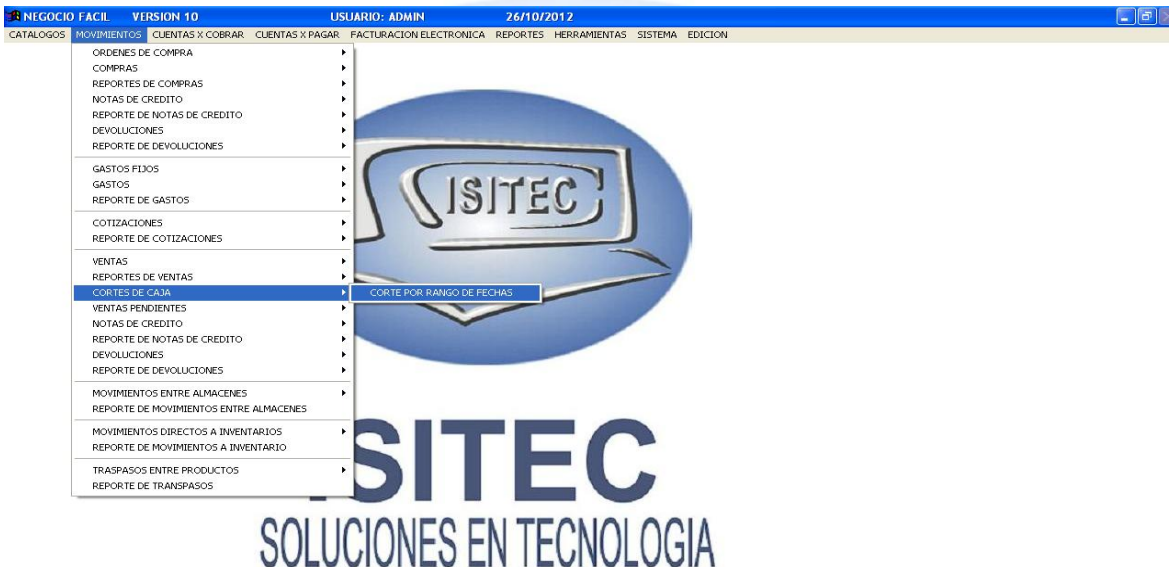 NEGOCIO FACIL VERSION 10 USUARIO: ADMIN 26/10/2012
CATALOGOS MOVIMIENTOS CUENTAS X COBRAR CUENTAS X PAGAR FACTURACION ELECTRONICA REPORTES HERRAMIENTAS SISTEMA EDICION
ORDENES DE COMPRA
COMPRAS
REPORTES DE COMPRAS
NOTAS DE CREDITO
REPORTE DE NOTAS DE CREDITO
DEVOLUCIONES
REPORTE DE DEVOLUCIONES
GASTOS FIJOS
GASTOS
REPORTE DE GASTOS
COTIZACIONES
REPORTE DE COTIZACIONES
VENTAS
REPORTES DE VENTAS
CORTES DE CAJA
CORTE POR RANGO DE FECHAS
VENTAS PENDIENTES
NOTAS DE CREDITO
REPORTE DE NOTAS DE CREDITO
DEVOLUCIONES
REPORTE DE DEVOLUCIONES
MOVIMIENTOS ENTRE ALMACENES
REPORTE DE MOVIMIENTOS ENTRE ALMACENES
MOVIMIENTOS DIRECTOS A INVENTARIOS
REPORTE DE MOVIMIENTOS A INVENTARIO
TRASPASOS ENTRE PRODUCTOS
REPORTE DE TRANSPASOS
ISITEC
ISITEC
SOLUCIONES EN TECNOLOGIA